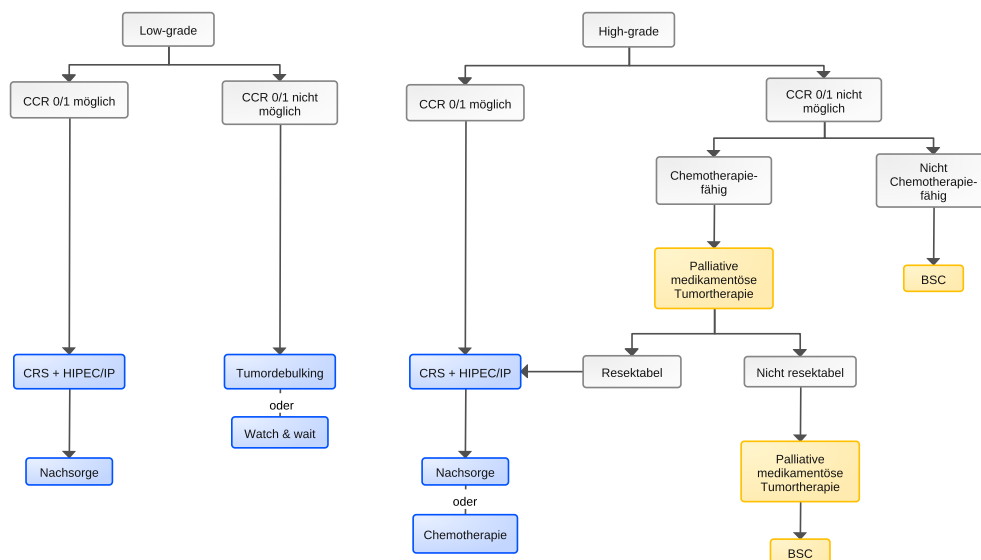 Low-grade
High-grade
CCR 0/1 möglich
CCR 0/1 nicht
möglich
CCR 0/1 möglich
CCR 0/1 nicht
möglich
Chemotherapie-
fähig
Nicht
Chemotherapie-
fähig
Palliative
medikamentöse
Tumortherapie
BSC
CRS + HIPEC/IP
Tumordebulking
oder
Watch & wait
CRS + HIPEC/IP
Resektabel
Nicht resektabel
Nachsorge
Nachsorge
oder
Chemotherapie
Palliative
medikamentöse
Tumortherapie
BSC